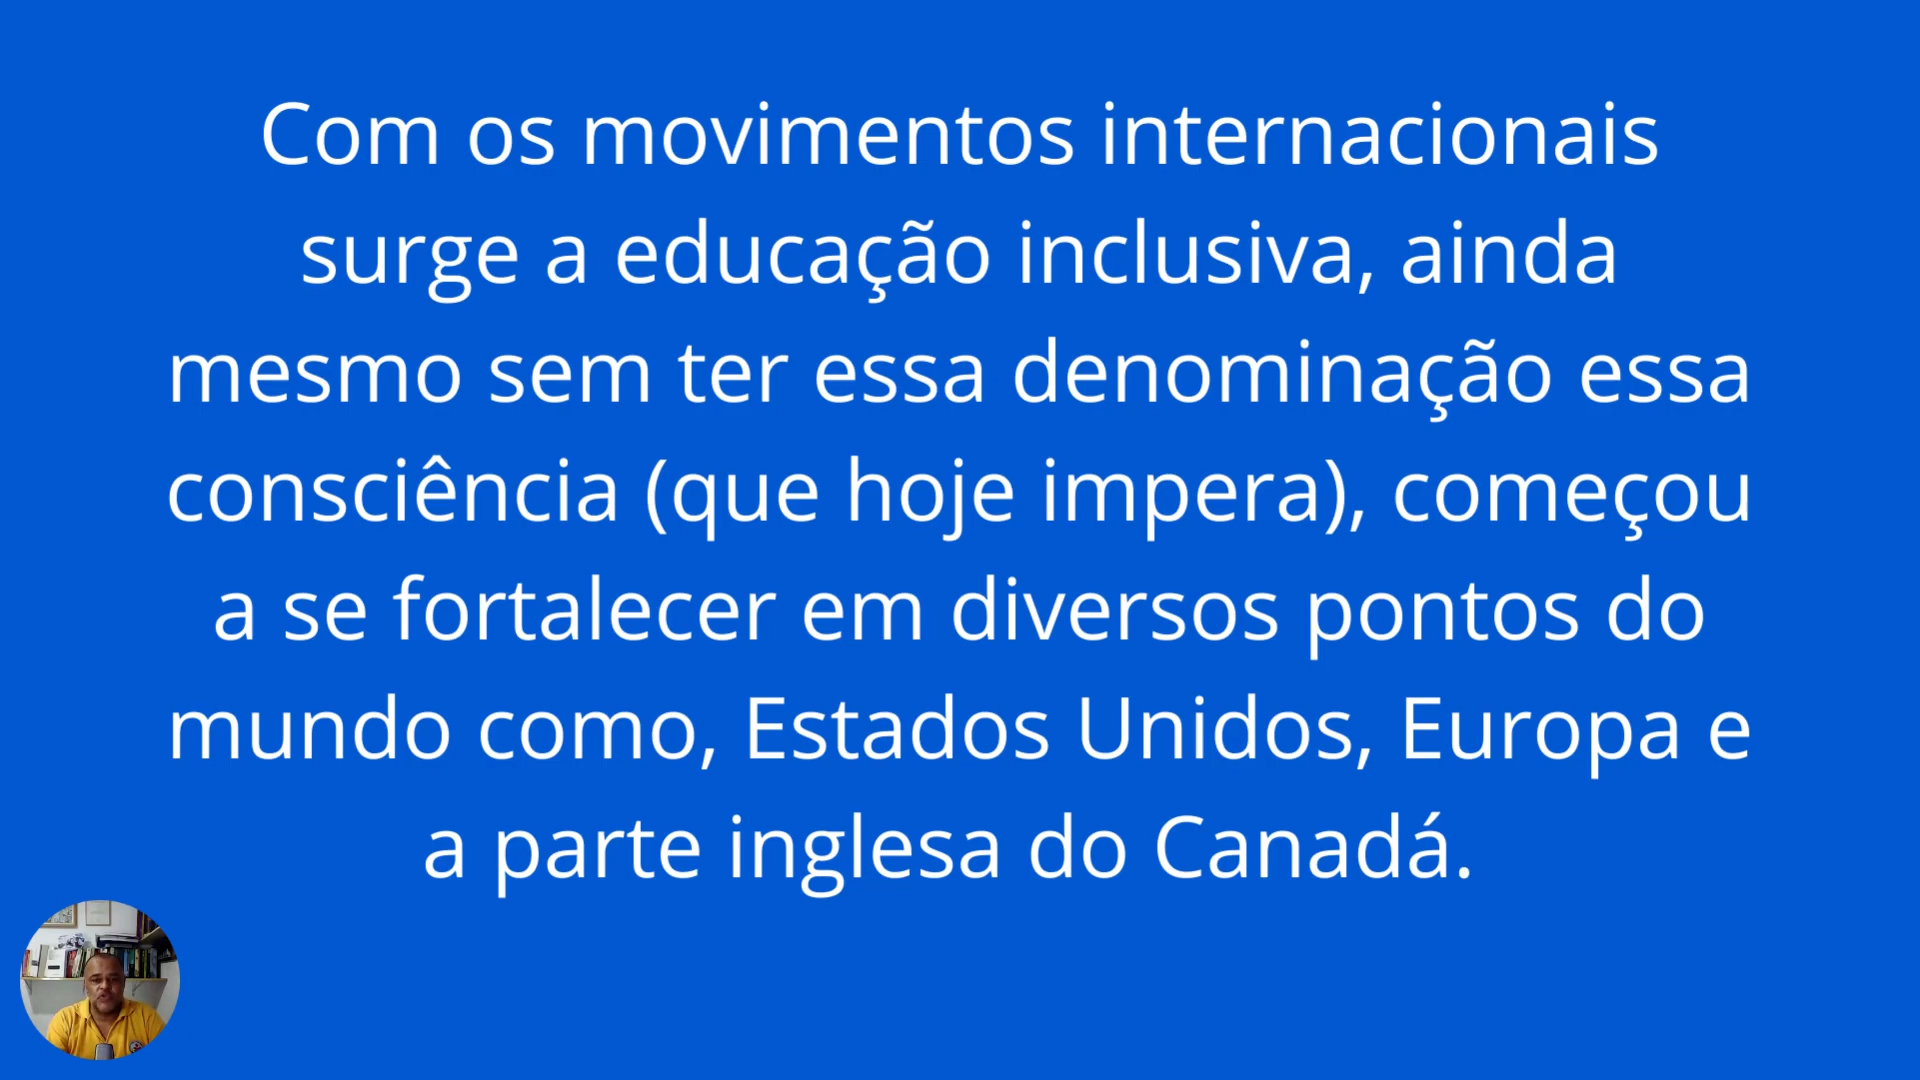 Com os movimentos internacionais
surge a educação inclusiva, ainda
mesmo sem ter essa denominação essa
consciência (que hoje impera), começou
a se fortalecer em diversos pontos do
mundo como, Estados Unidos, Europa e
a parte inglesa do Canadá.